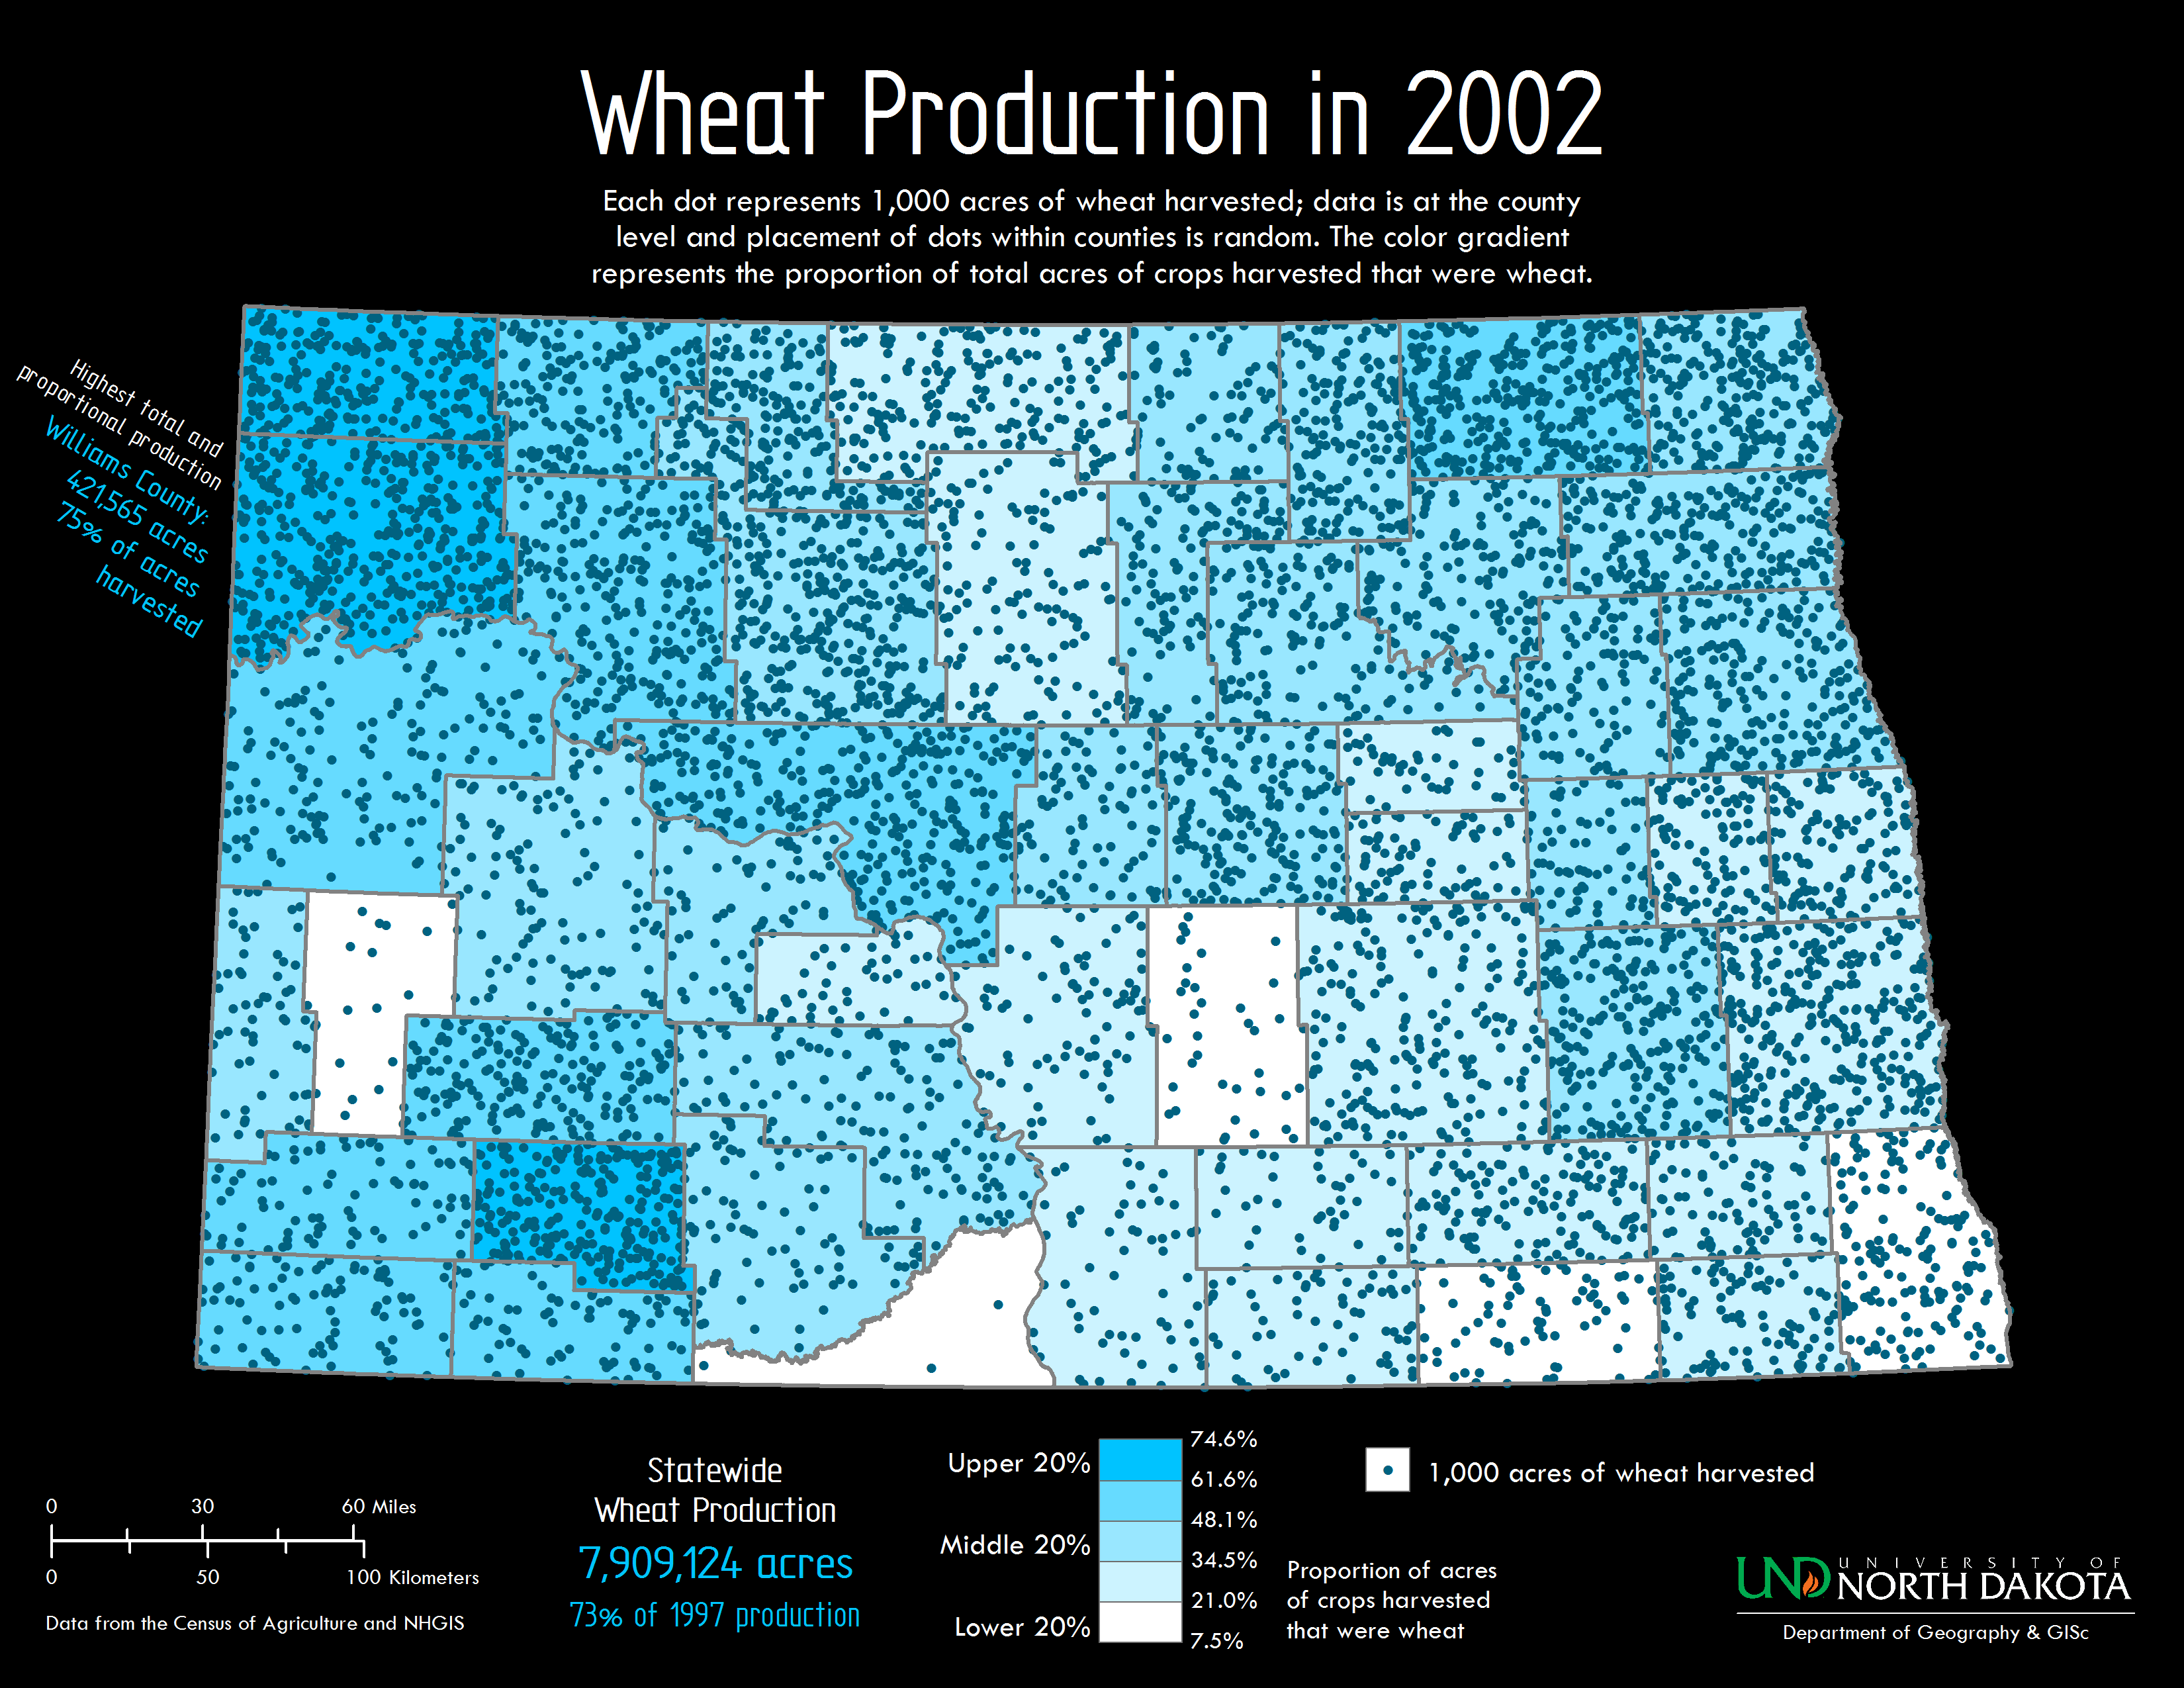 Wheat Production in 2002
Each dot represents 1,000 acres of wheat harvested; data is at the county
level and placement of dots within counties is random. The color gradient
represents the proportion of total acres of crops harvested that were wheat.
Highest total and
proportional production
Williams County:
421,565 acres
75% of acres
harvested
0 30 60 Miles
0 50 100 Kilometers
Data from the Census of Agriculture and NHGIS
Statewide
Wheat Production
7,909,124 acres
73% of 1997 production
Upper 20%
Middle 20%
Lower 20%
74.6%
61.6%
48.1%
34.5%
21.0%
7.5%
Proportion of acres
of crops harvested
that were wheat
1,000 acres of wheat harvested
UND
UNIVERSITY OF
NORTH DAKOTA
Department of Geography & GISc